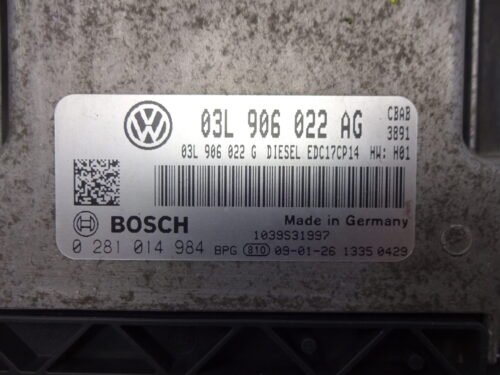 03L 906 022 AG CBAB
3891
03L 906 022 G DIESEL EDC17CP14 HW: H01
BOSCH Made in Germany
1039S31997
0 281 014 984 BPG 810 09-01-26 1335 0429